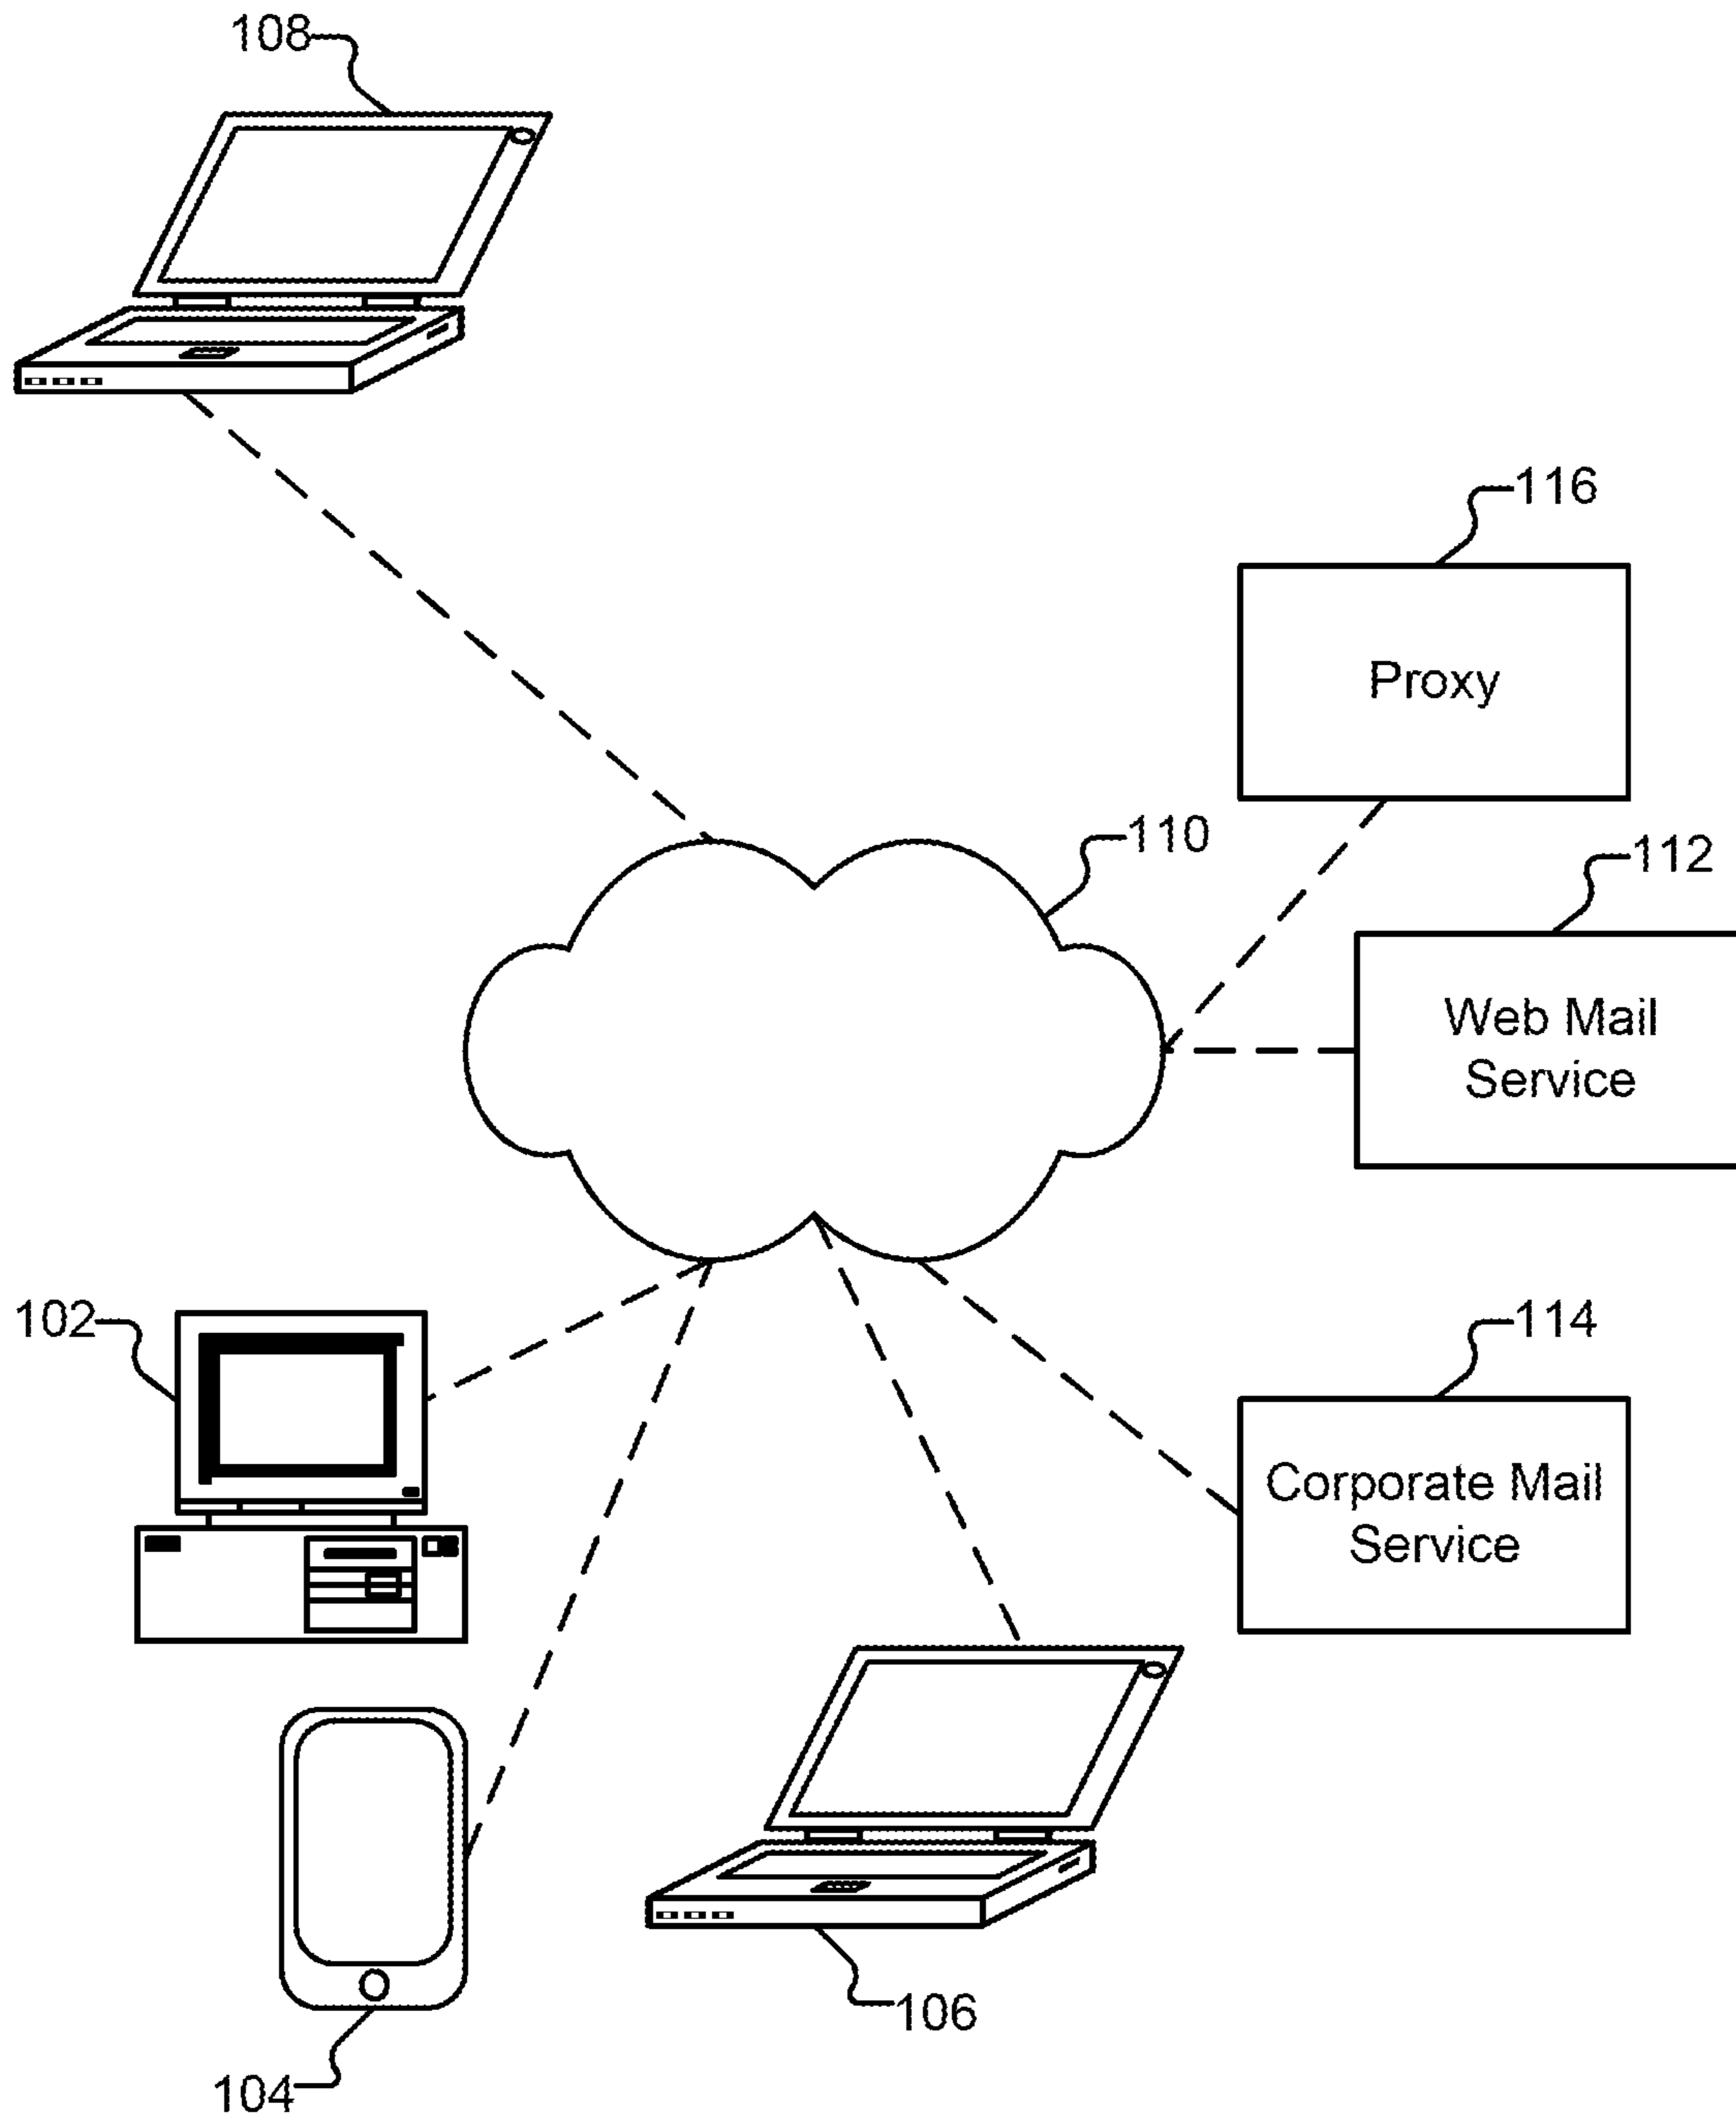 108
116
Proxy
110
112
Web Mail
Service
102
114
Corporate Mail
Service
106
104